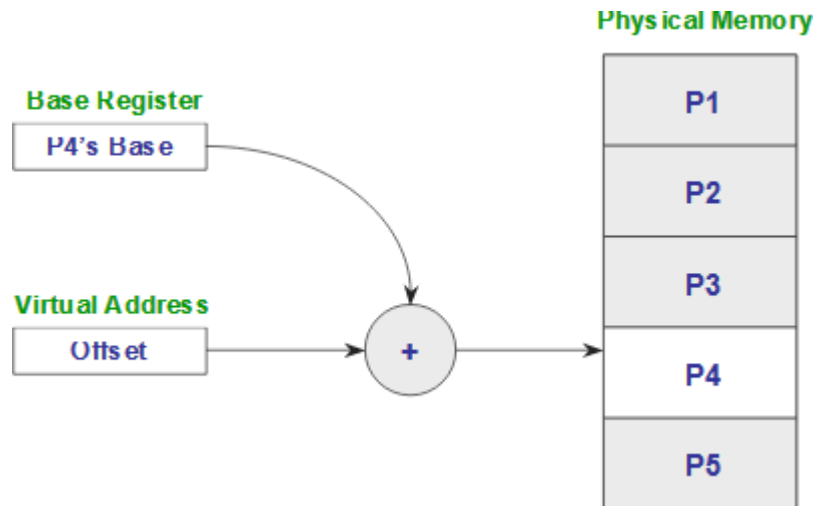 Physical Memory
Base Register
P4's Base
Virtual Address
Offset
+
P1
P2
P3
P4
P5